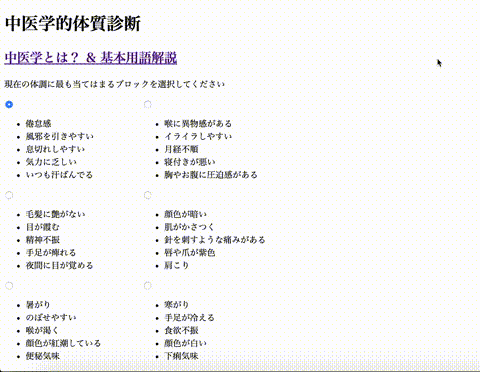 中医学的体質診断
中医学とは？ & 基本用語解説
現在の体調に最も当てはまるブロックを選択してください
倦怠感
風邪を引きやすい
息切れしやすい
気力に乏しい
いつも汗ばんでる
喉に異物感がある
イライラしやすい
月経不順
寝付きが悪い
胸やお腹に圧迫感がある
毛髪に艶がない
目が霞む
精神不振
手足が痺れる
夜間に目が覚める
顔色が暗い
肌がかさつく
針を刺すような痛みがある
唇や爪が紫色
肩こり
暑がり
のぼせやすい
喉が渇く
顔色が紅潮している
便秘気味
寒がり
手足が冷える
食欲不振
顔色が白い
下痢気味